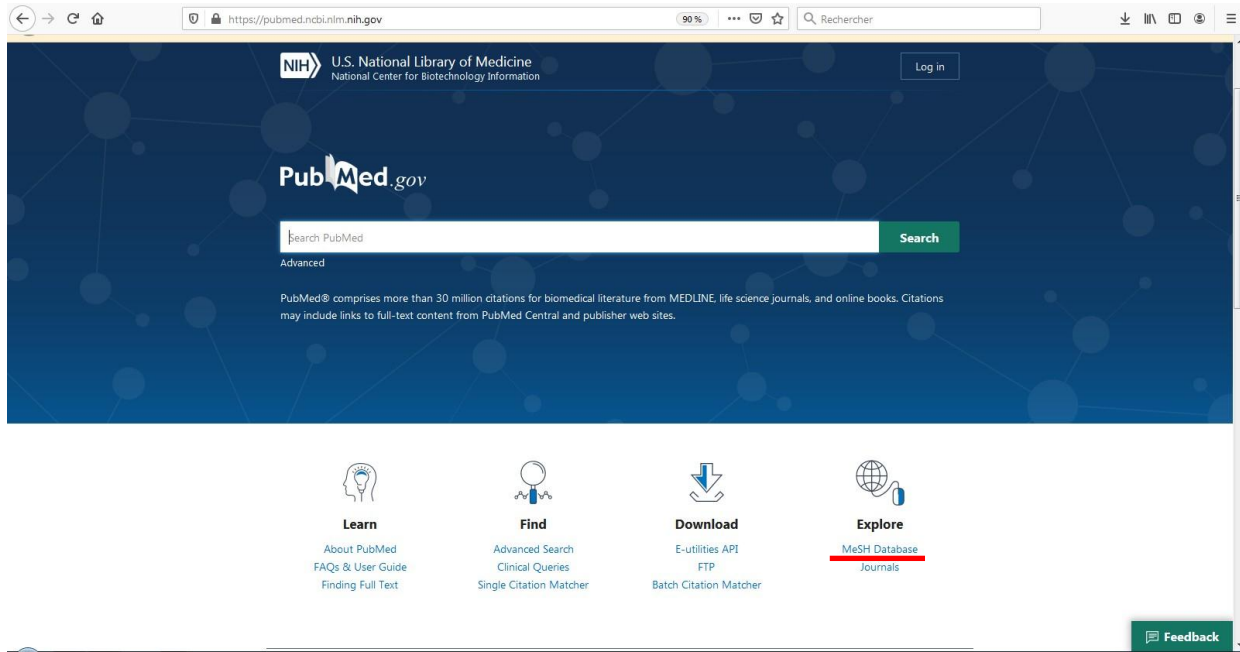 https://pubmed.ncbi.nlm.nih.gov
90 %
Rechercher
NIH
U.S. National Library of Medicine
National Center for Biotechnology Information
Log in
PubMed.gov
Search PubMed
Search
Advanced
PubMed® comprises more than 30 million citations for biomedical literature from MEDLINE, life science journals, and online books. Citations
may include links to full-text content from PubMed Central and publisher web sites.
Learn
About PubMed
FAQs & User Guide
Finding Full Text
Find
Advanced Search
Clinical Queries
Single Citation Matcher
Download
E-utilities API
FTP
Batch Citation Matcher
Explore
MeSH Database
Journals
Feedback